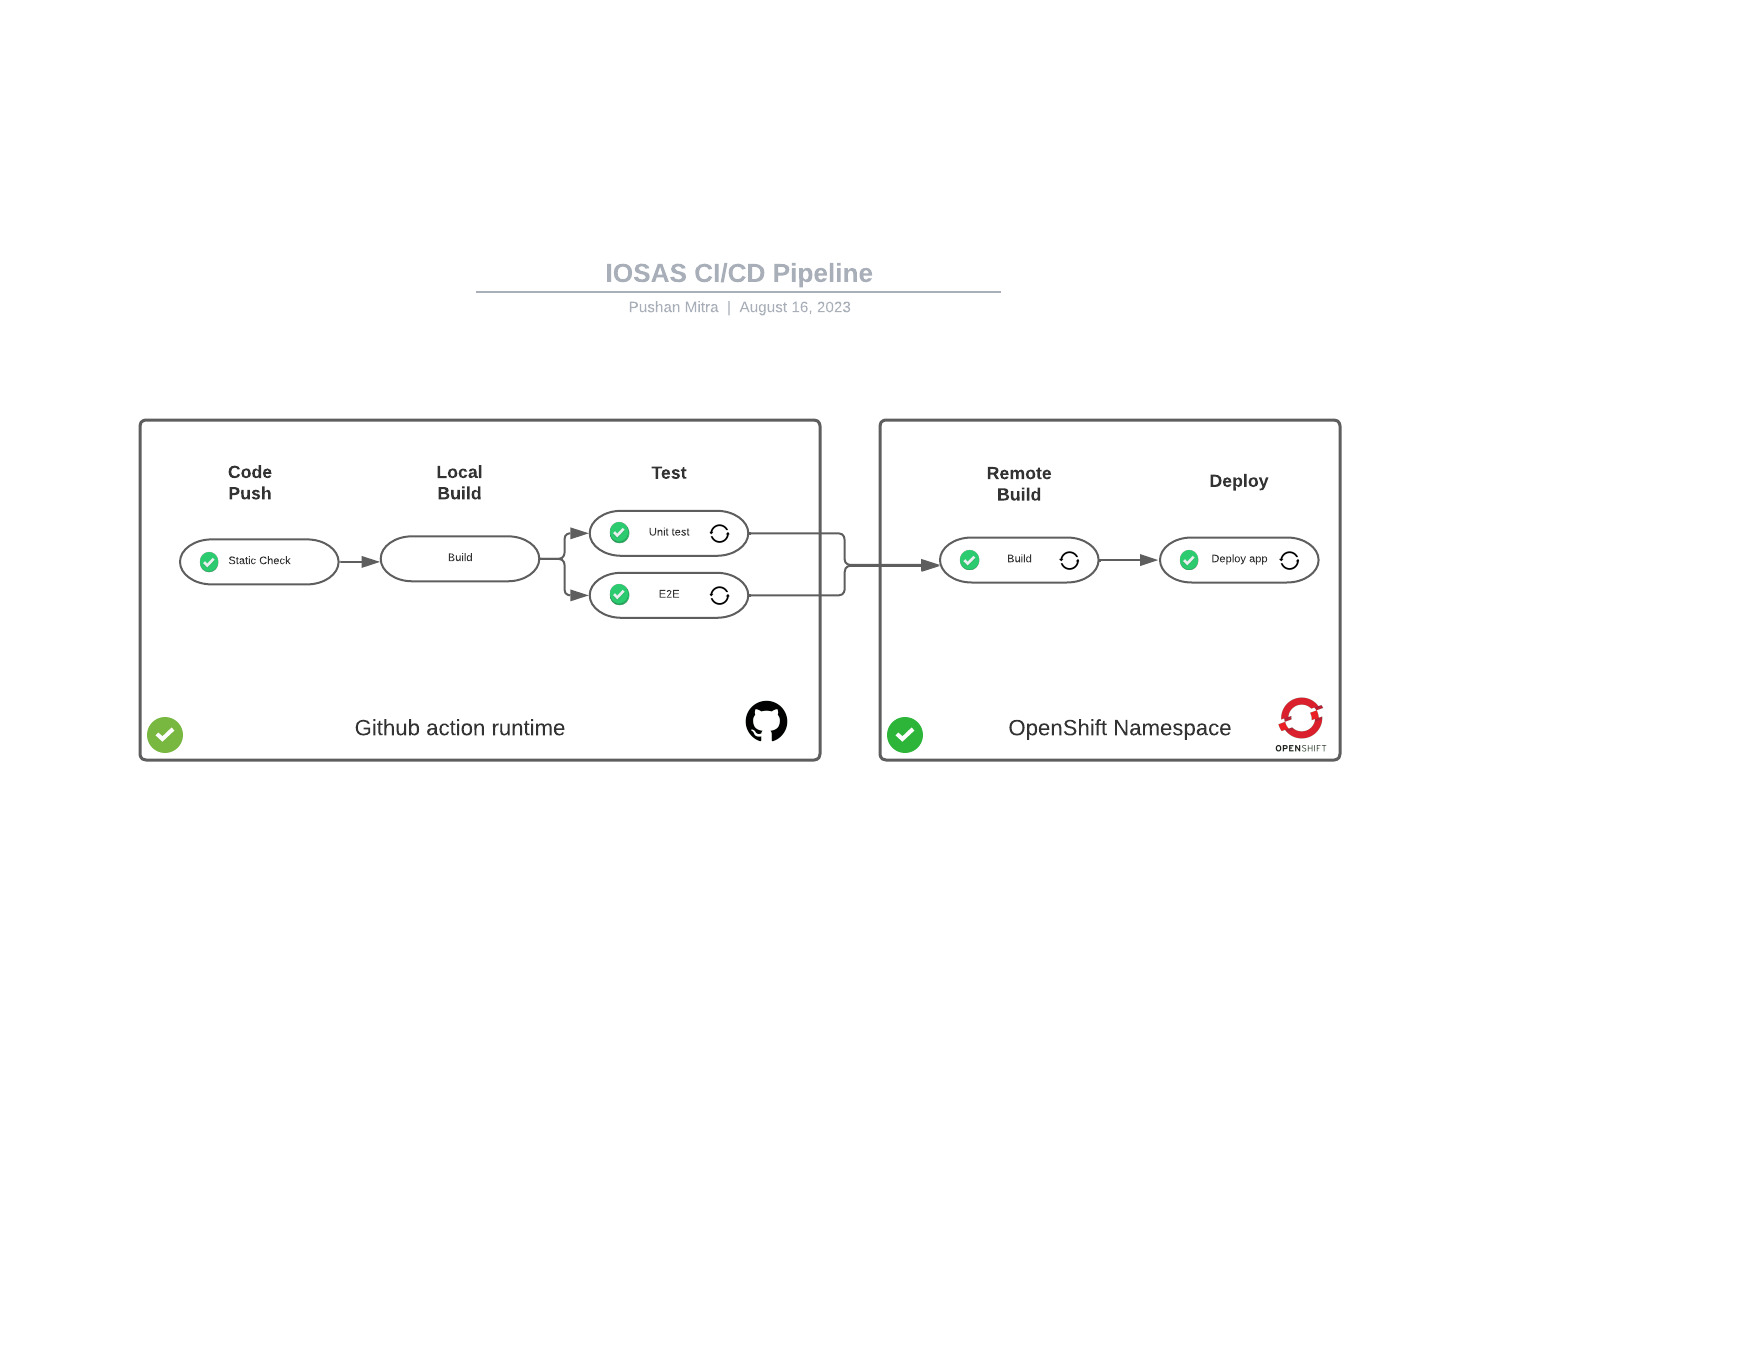 IOSAS CI/CD Pipeline
Pushan Mitra | August 16, 2023
Code
Push
Local
Build
Test
Static Check
Build
Unit test
E2E
Github action runtime
Remote
Build
Deploy
Build
Deploy app
OpenShift Namespace
OPENSHIFT